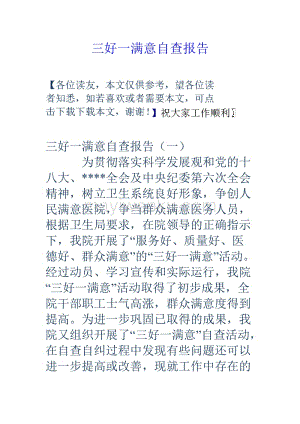 三好一满意自查报告
【各位读友，本文仅供参考，望各位读
者知悉，如若喜欢或者需要本文，可点
击下载下载本文，谢谢！】祝大家工作顺利】
三好一满意自查报告（一）
为贯彻落实科学发展观和党的十
八大、****全会及中央纪委第六次全会
精神，树立卫生系统良好形象，争创人
民满意医院，争当群众满意医务人员，
根据卫生局要求，在院领导的正确指示
下，我院开展了“服务好、质量好、医
德好、群众满意”的“三好一满意”活动。
经过动员、学习宣传和实际运行，我院
“三好一满意”活动取得了初步成果，全
院干部职工士气高涨，群众满意度得到
提高。为进一步巩固已取得的成果，我
院又组织开展了“三好一满意”自查活动，
在自查自纠过程中发现有些问题还可以
进一步提高或改善，现就工作中存在的